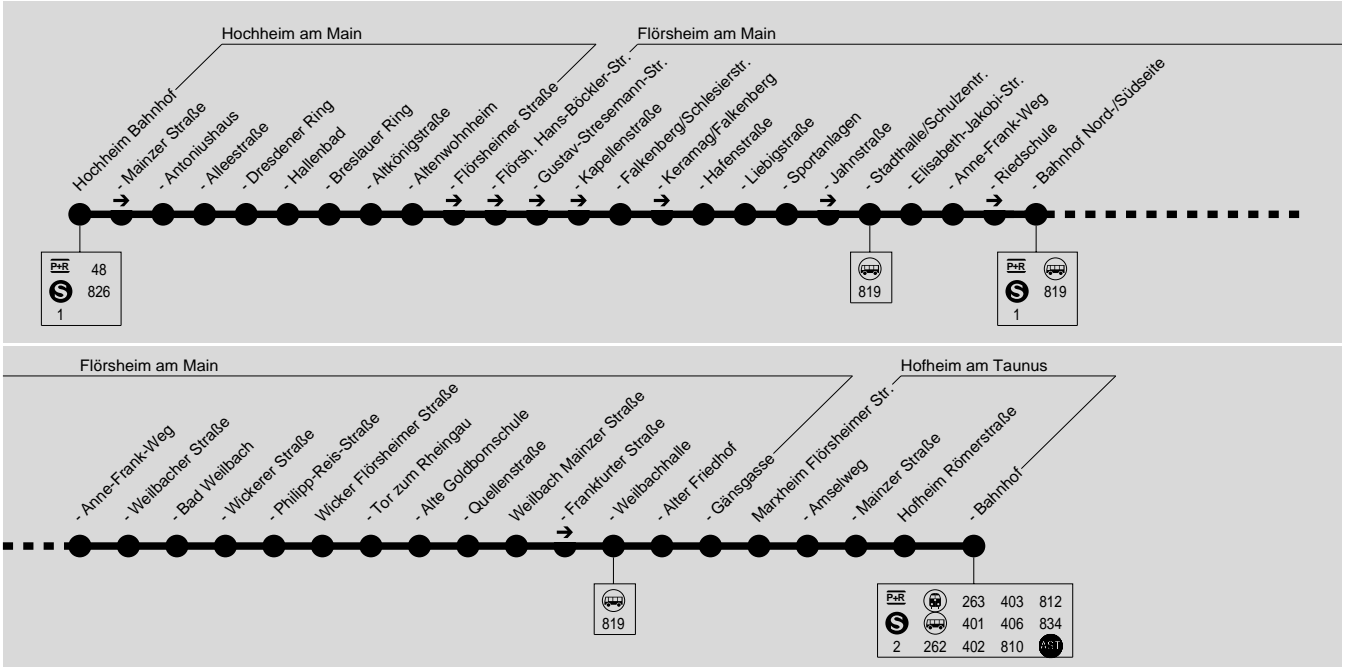 Hochheim am Main
Flörsheim am Main
Hochheim Bahnhof
- Mainzer Straße
- Antoniushaus
- Alleestraße
- Dresdener Ring
- Hallenbad
- Breslauer Ring
- Altkönigstraße
- Altenwohnheim
- Flörsheimer Straße
- Flörsh. Hans-Böckler-Str.
- Gustav-Stresemann-Str.
- Kapellenstraße
- Falkenberg/Schlesierstr.
- Keramag/Falkenberg
- Hafenstraße
- Liebigstraße
- Sportanlagen
- Jahnstraße
- Stadthalle/Schulzentr.
- Elisabeth-Jakobi-Str.
- Anne-Frank-Weg
- Riedschule
- Bahnhof Nord-/Südseite
P+R 48
S 826
1
819
P+R
S 819
1
Flörsheim am Main
Hofheim am Taunus
- Anne-Frank-Weg
- Weilbacher Straße
- Bad Weilbach
- Wickerer Straße
- Philipp-Reis-Straße
Wicker Flörsheimer Straße
- Tor zum Rheingau
- Alte Goldbornschule
- Quellenstraße
Weilbach Mainzer Straße
- Frankfurter Straße
- Weilbachhalle
- Alter Friedhof
- Gänsgasse
Marxheim Flörsheimer Str.
- Amselweg
- Mainzer Straße
Hofheim Römerstraße
- Bahnhof
819
P+R 263 403 812
S 401 406 834
2 262 402 810 AST